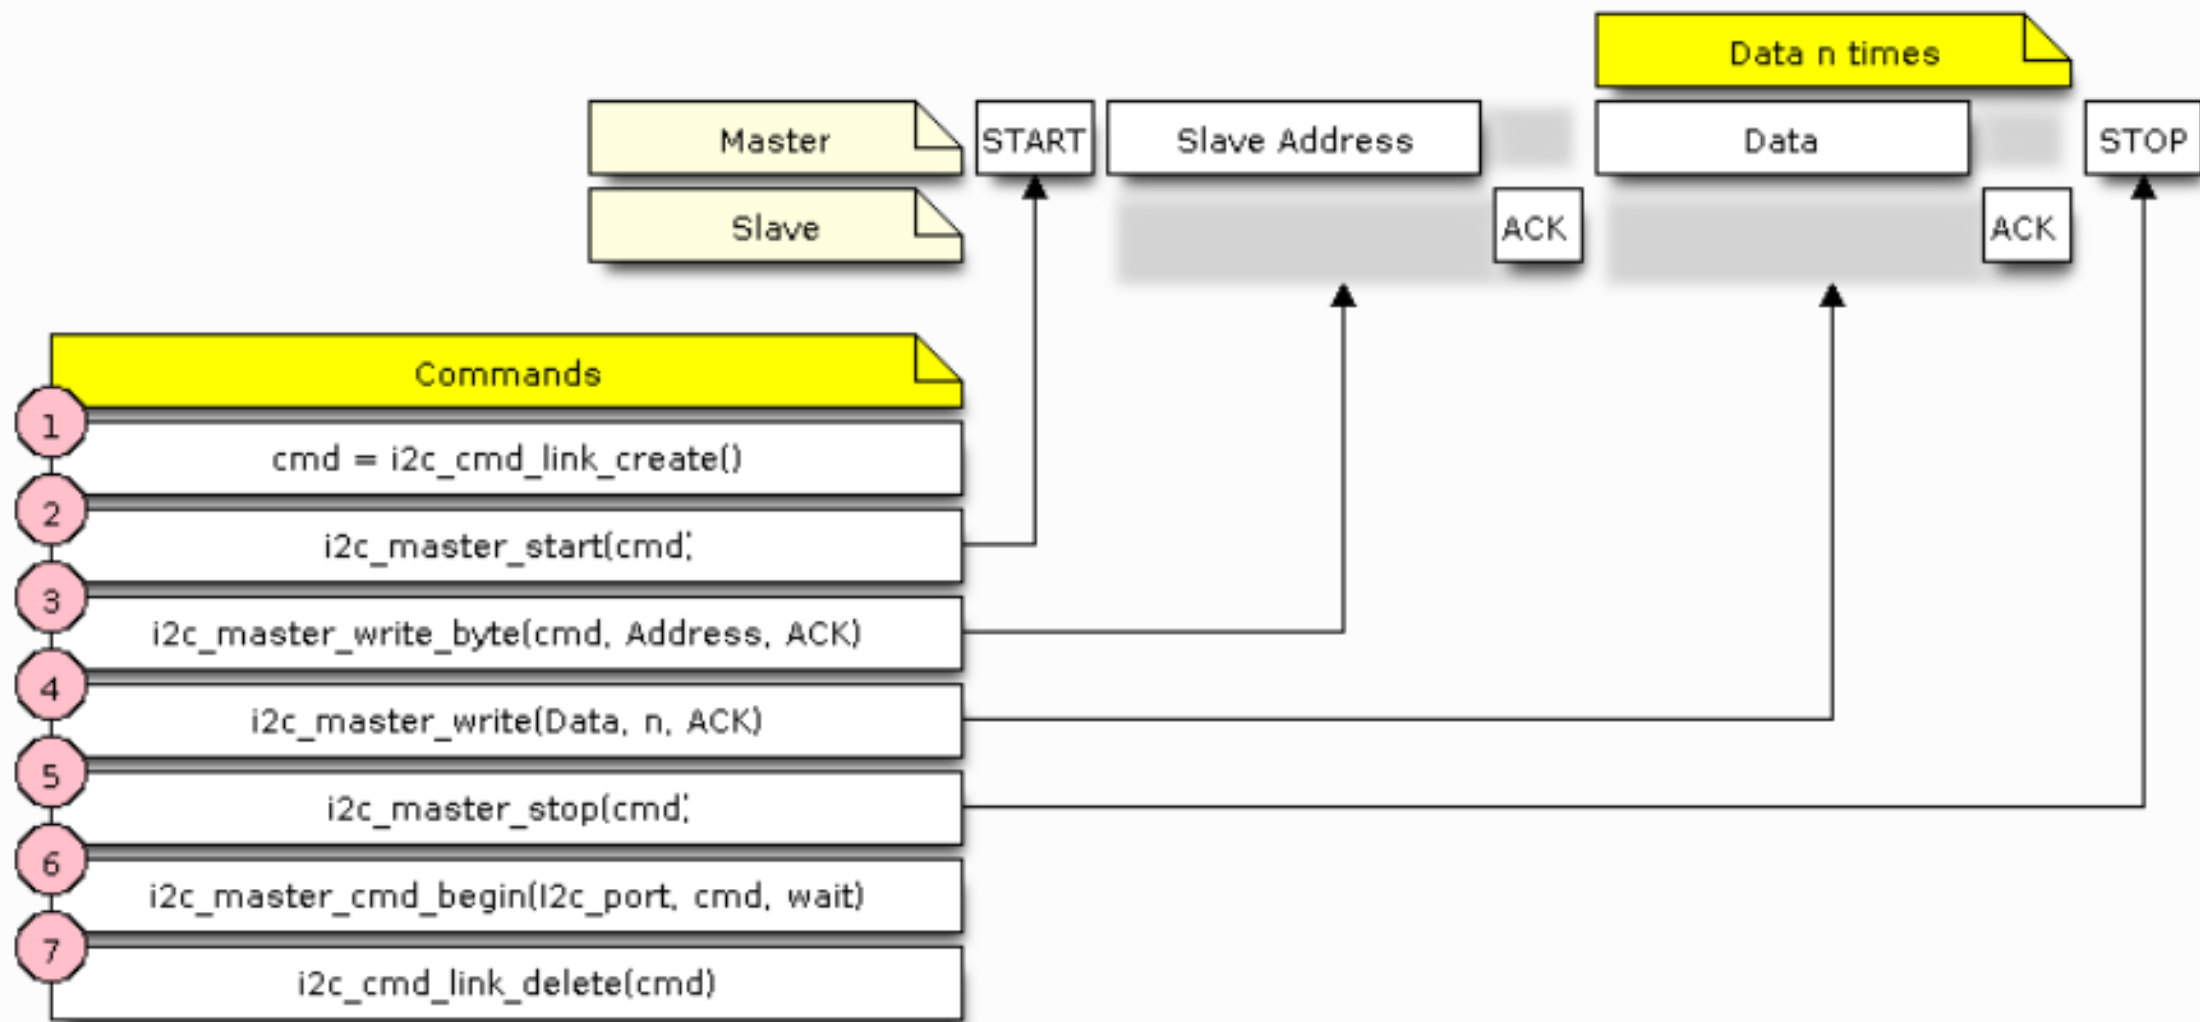 Data n times
Master START Slave Address Data STOP
Slave ACK ACK
Commands
1
cmd = i2c_cmd_link_create()
2
i2c_master_start(cmd;
3
i2c_master_write_byte(cmd, Address, ACK)
4
i2c_master_write(Data, n, ACK)
5
i2c_master_stop(cmd;
6
i2c_master_cmd_begin(I2c_port, cmd, wait)
7
i2c_cmd_link_delete(cmd)